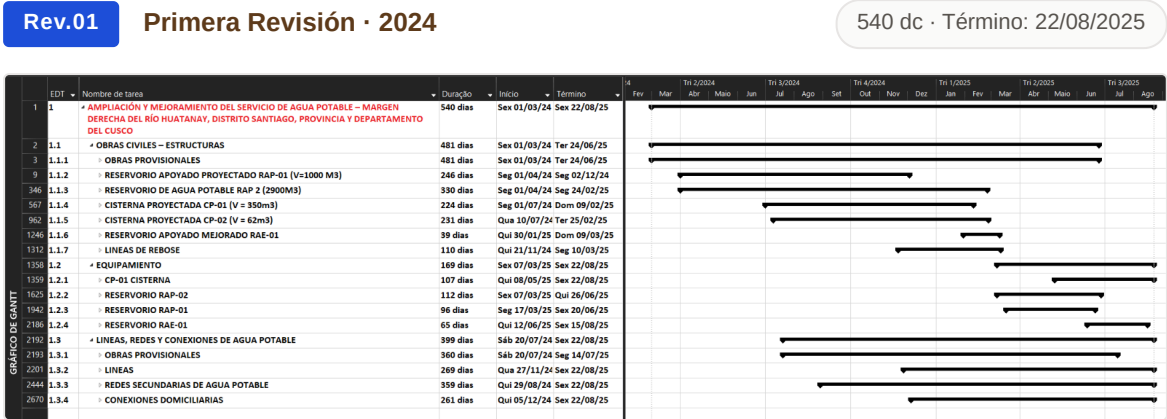 Rev.01 Primera Revisión · 2024 540 dc · Término: 22/08/2025
'4 Tri 2/2024 Tri 3/2024 Tri 4/2024 Tri 1/2025 Tri 2/2025 Tri 3/2025
EDT Nombre de tarea Duração Início Término Fev Mar Abr Maio Jun Jul Ago Set Out Nov Dez Jan Fev Mar Abr Maio Jun Jul Ago
1 1 AMPLIACIÓN Y MEJORAMIENTO DEL SERVICIO DE AGUA POTABLE – MARGEN 540 dias Sex 01/03/24 Sex 22/08/25
DERECHA DEL RÍO HUATANAY, DISTRITO SANTIAGO, PROVINCIA Y DEPARTAMENTO
DEL CUSCO
2 1.1 OBRAS CIVILES – ESTRUCTURAS 481 dias Sex 01/03/24 Ter 24/06/25
3 1.1.1 OBRAS PROVISIONALES 481 dias Sex 01/03/24 Ter 24/06/25
9 1.1.2 RESERVORIO APOYADO PROYECTADO RAP-01 (V=1000 M3) 246 dias Seg 01/04/24 Seg 02/12/24
346 1.1.3 RESERVORIO DE AGUA POTABLE RAP 2 (2900M3) 330 dias Seg 01/04/24 Seg 24/02/25
567 1.1.4 CISTERNA PROYECTADA CP-01 (V = 350m3) 224 dias Seg 01/07/24 Dom 09/02/25
962 1.1.5 CISTERNA PROYECTADA CP-02 (V = 62m3) 231 dias Qua 10/07/24 Ter 25/02/25
1246 1.1.6 RESERVORIO APOYADO MEJORADO RAE-01 39 dias Qui 30/01/25 Dom 09/03/25
1312 1.1.7 LINEAS DE REBOSE 110 dias Qui 21/11/24 Seg 10/03/25
1358 1.2 EQUIPAMIENTO 169 dias Sex 07/03/25 Sex 22/08/25
1359 1.2.1 CP-01 CISTERNA 107 dias Qui 08/05/25 Sex 22/08/25
1625 1.2.2 RESERVORIO RAP-02 112 dias Sex 07/03/25 Qui 26/06/25
1942 1.2.3 RESERVORIO RAP-01 96 dias Seg 17/03/25 Sex 20/06/25
2186 1.2.4 RESERVORIO RAE-01 65 dias Qui 12/06/25 Sex 15/08/25
2192 1.3 LINEAS, REDES Y CONEXIONES DE AGUA POTABLE 399 dias Sáb 20/07/24 Sex 22/08/25
2193 1.3.1 OBRAS PROVISIONALES 360 dias Sáb 20/07/24 Seg 14/07/25
2201 1.3.2 LINEAS 269 dias Qua 27/11/24 Sex 22/08/25
2444 1.3.3 REDES SECUNDARIAS DE AGUA POTABLE 359 dias Qui 29/08/24 Sex 22/08/25
2670 1.3.4 CONEXIONES DOMICILIARIAS 261 dias Qui 05/12/24 Sex 22/08/25
GRÁFICO DE GANTT